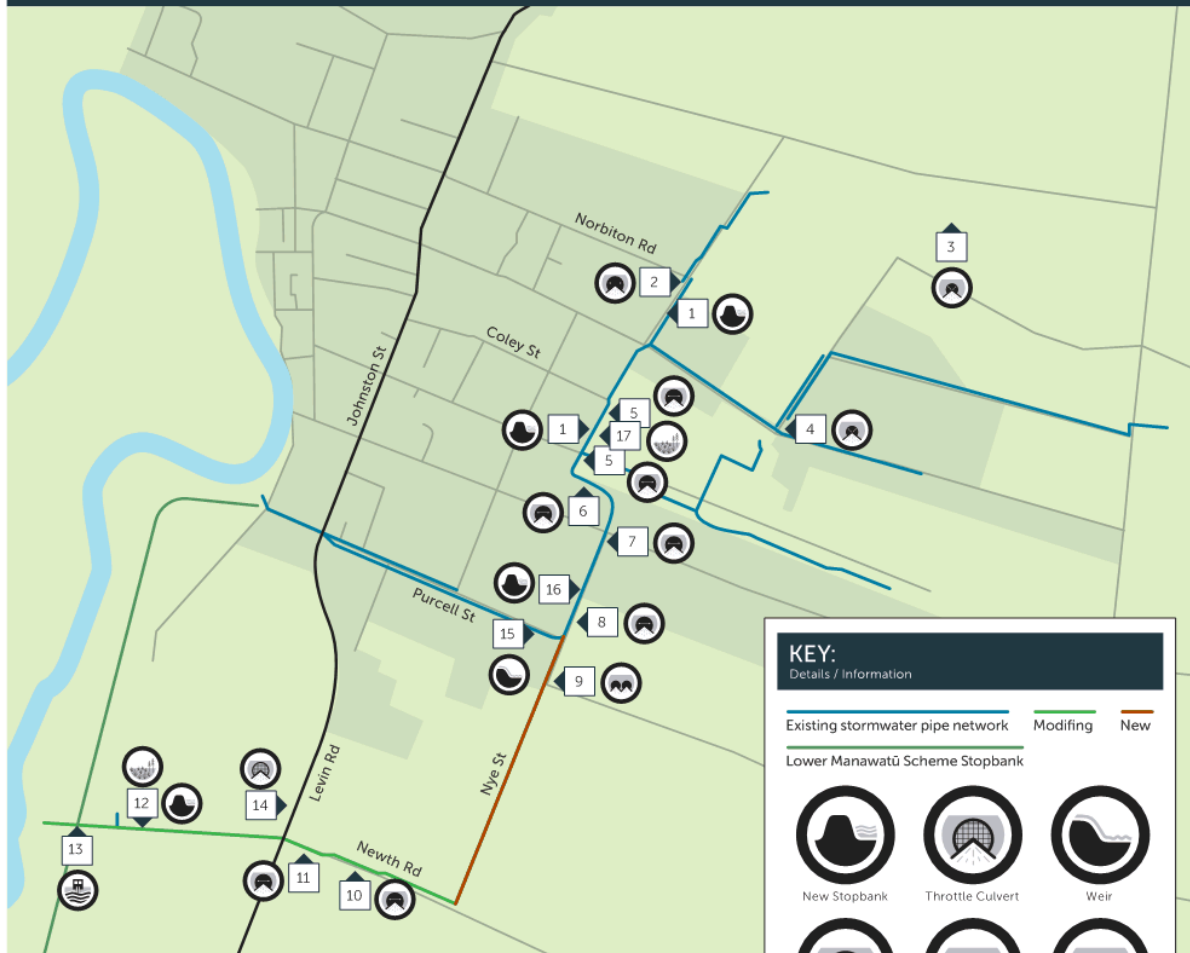 Norbiton Rd
3
2
1
Coley St
Johnston St
5
1
17
4
5
6
7
Purcell St
16
8
15
9
Nye St
Levin Rd
12
14
13
Newth Rd
11
10
KEY:
Details / Information
Existing stormwater pipe network
Modifing
New
Lower Manawatū Scheme Stopbank
New Stopbank
Throttle Culvert
Weir